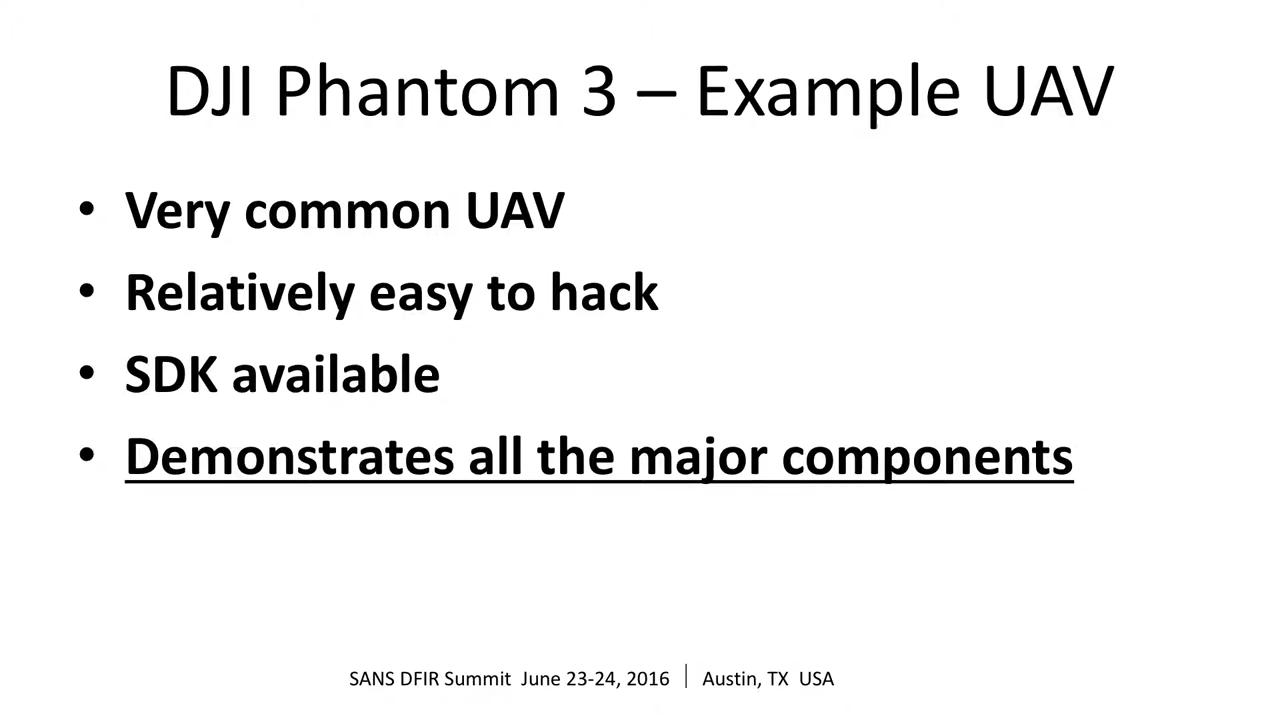 DJI Phantom 3 – Example UAV
• Very common UAV
• Relatively easy to hack
• SDK available
• Demonstrates all the major components
SANS DFIR Summit June 23-24, 2016 | Austin, TX USA